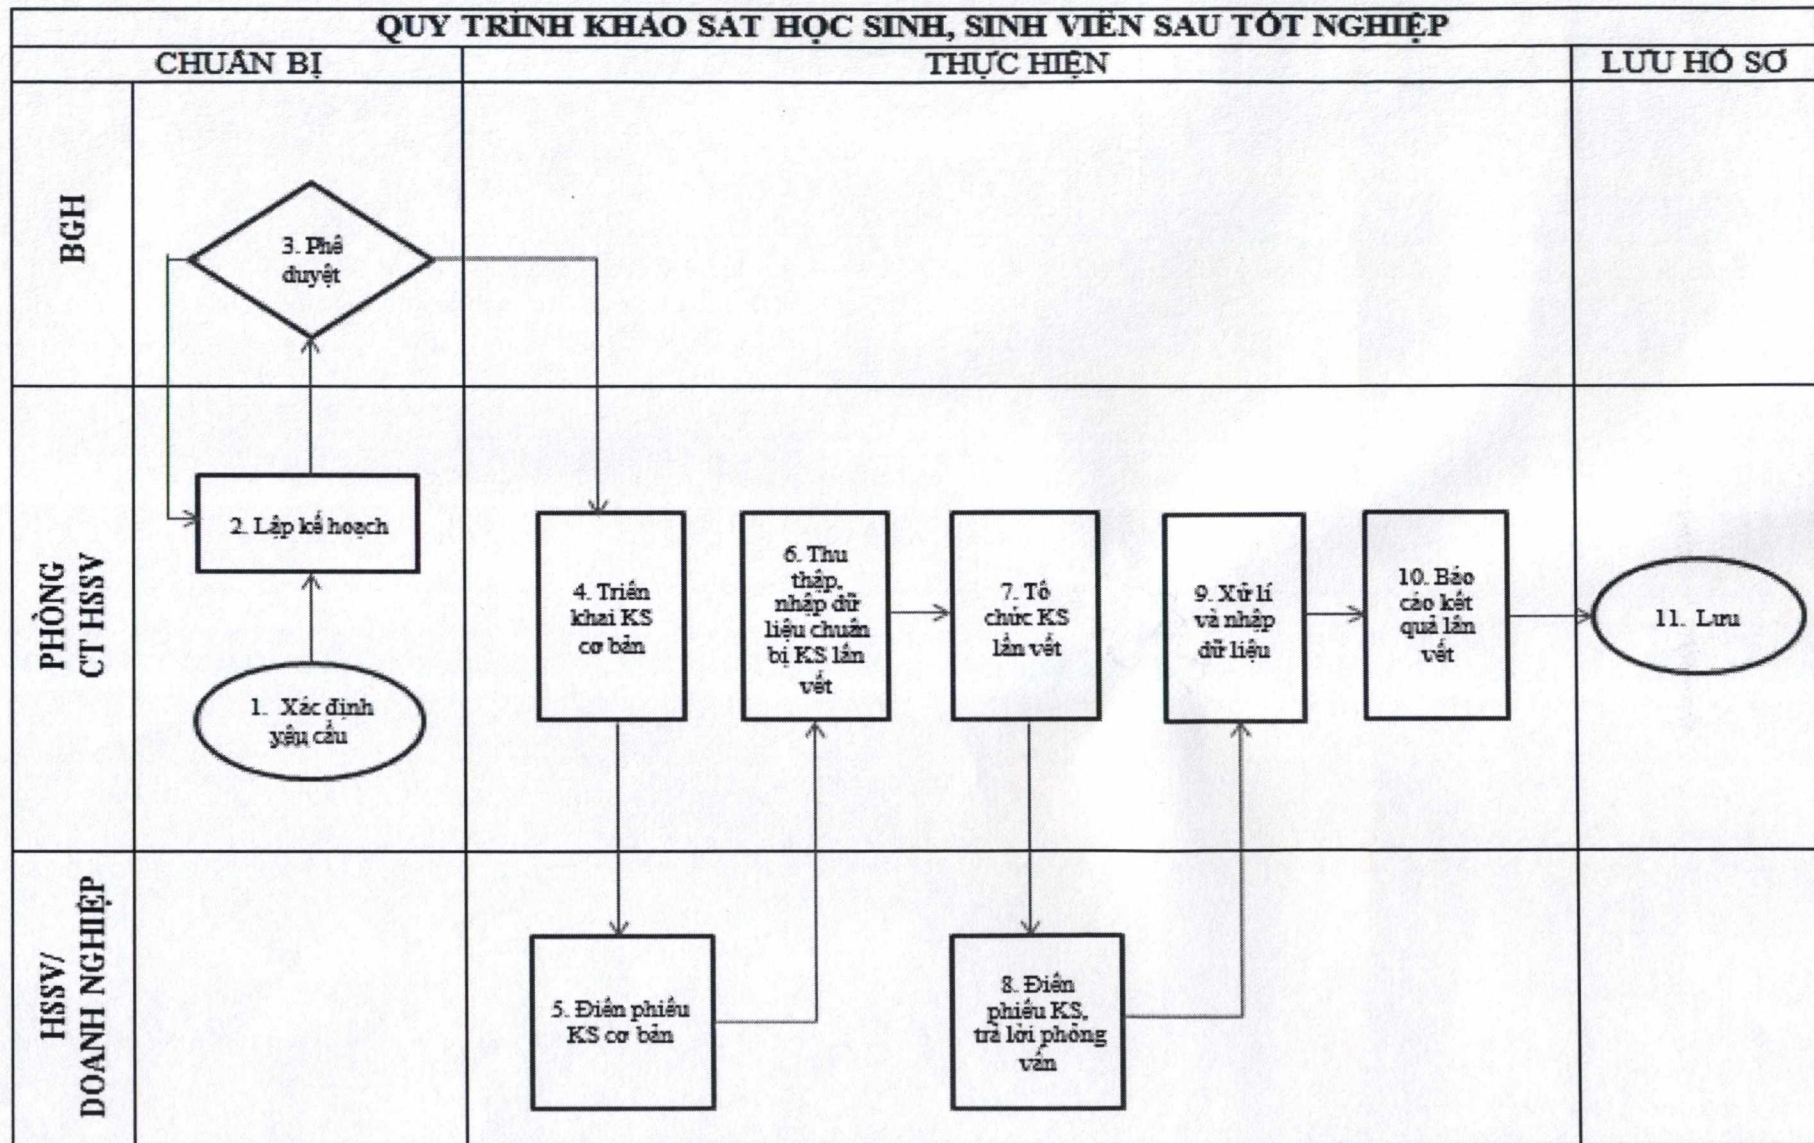 QUY TRÌNH KHẢO SÁT HỌC SINH, SINH VIÊN SAU TỐT NGHIỆP
CHUẨN BỊ
THỰC HIỆN
LƯU HỒ SƠ
BGH
3. Phê
duyệt
PHÒNG
CT HSSV
2. Lập kế hoạch
1. Xác định
yêu cầu
4. Triển
khai KS
cơ bản
6. Thu
thập,
nhập dữ
liệu chuẩn
bị KS lần
vết
7. Tổ
chức KS
lần vết
9. Xử lí
và nhập
dữ liệu
10. Báo
cáo kết
quả lần
vết
11. Lưu
HSSV/
DOANH NGHIỆP
5. Điền phiếu
KS cơ bản
8. Điền
phiếu KS,
trả lời phỏng
vấn